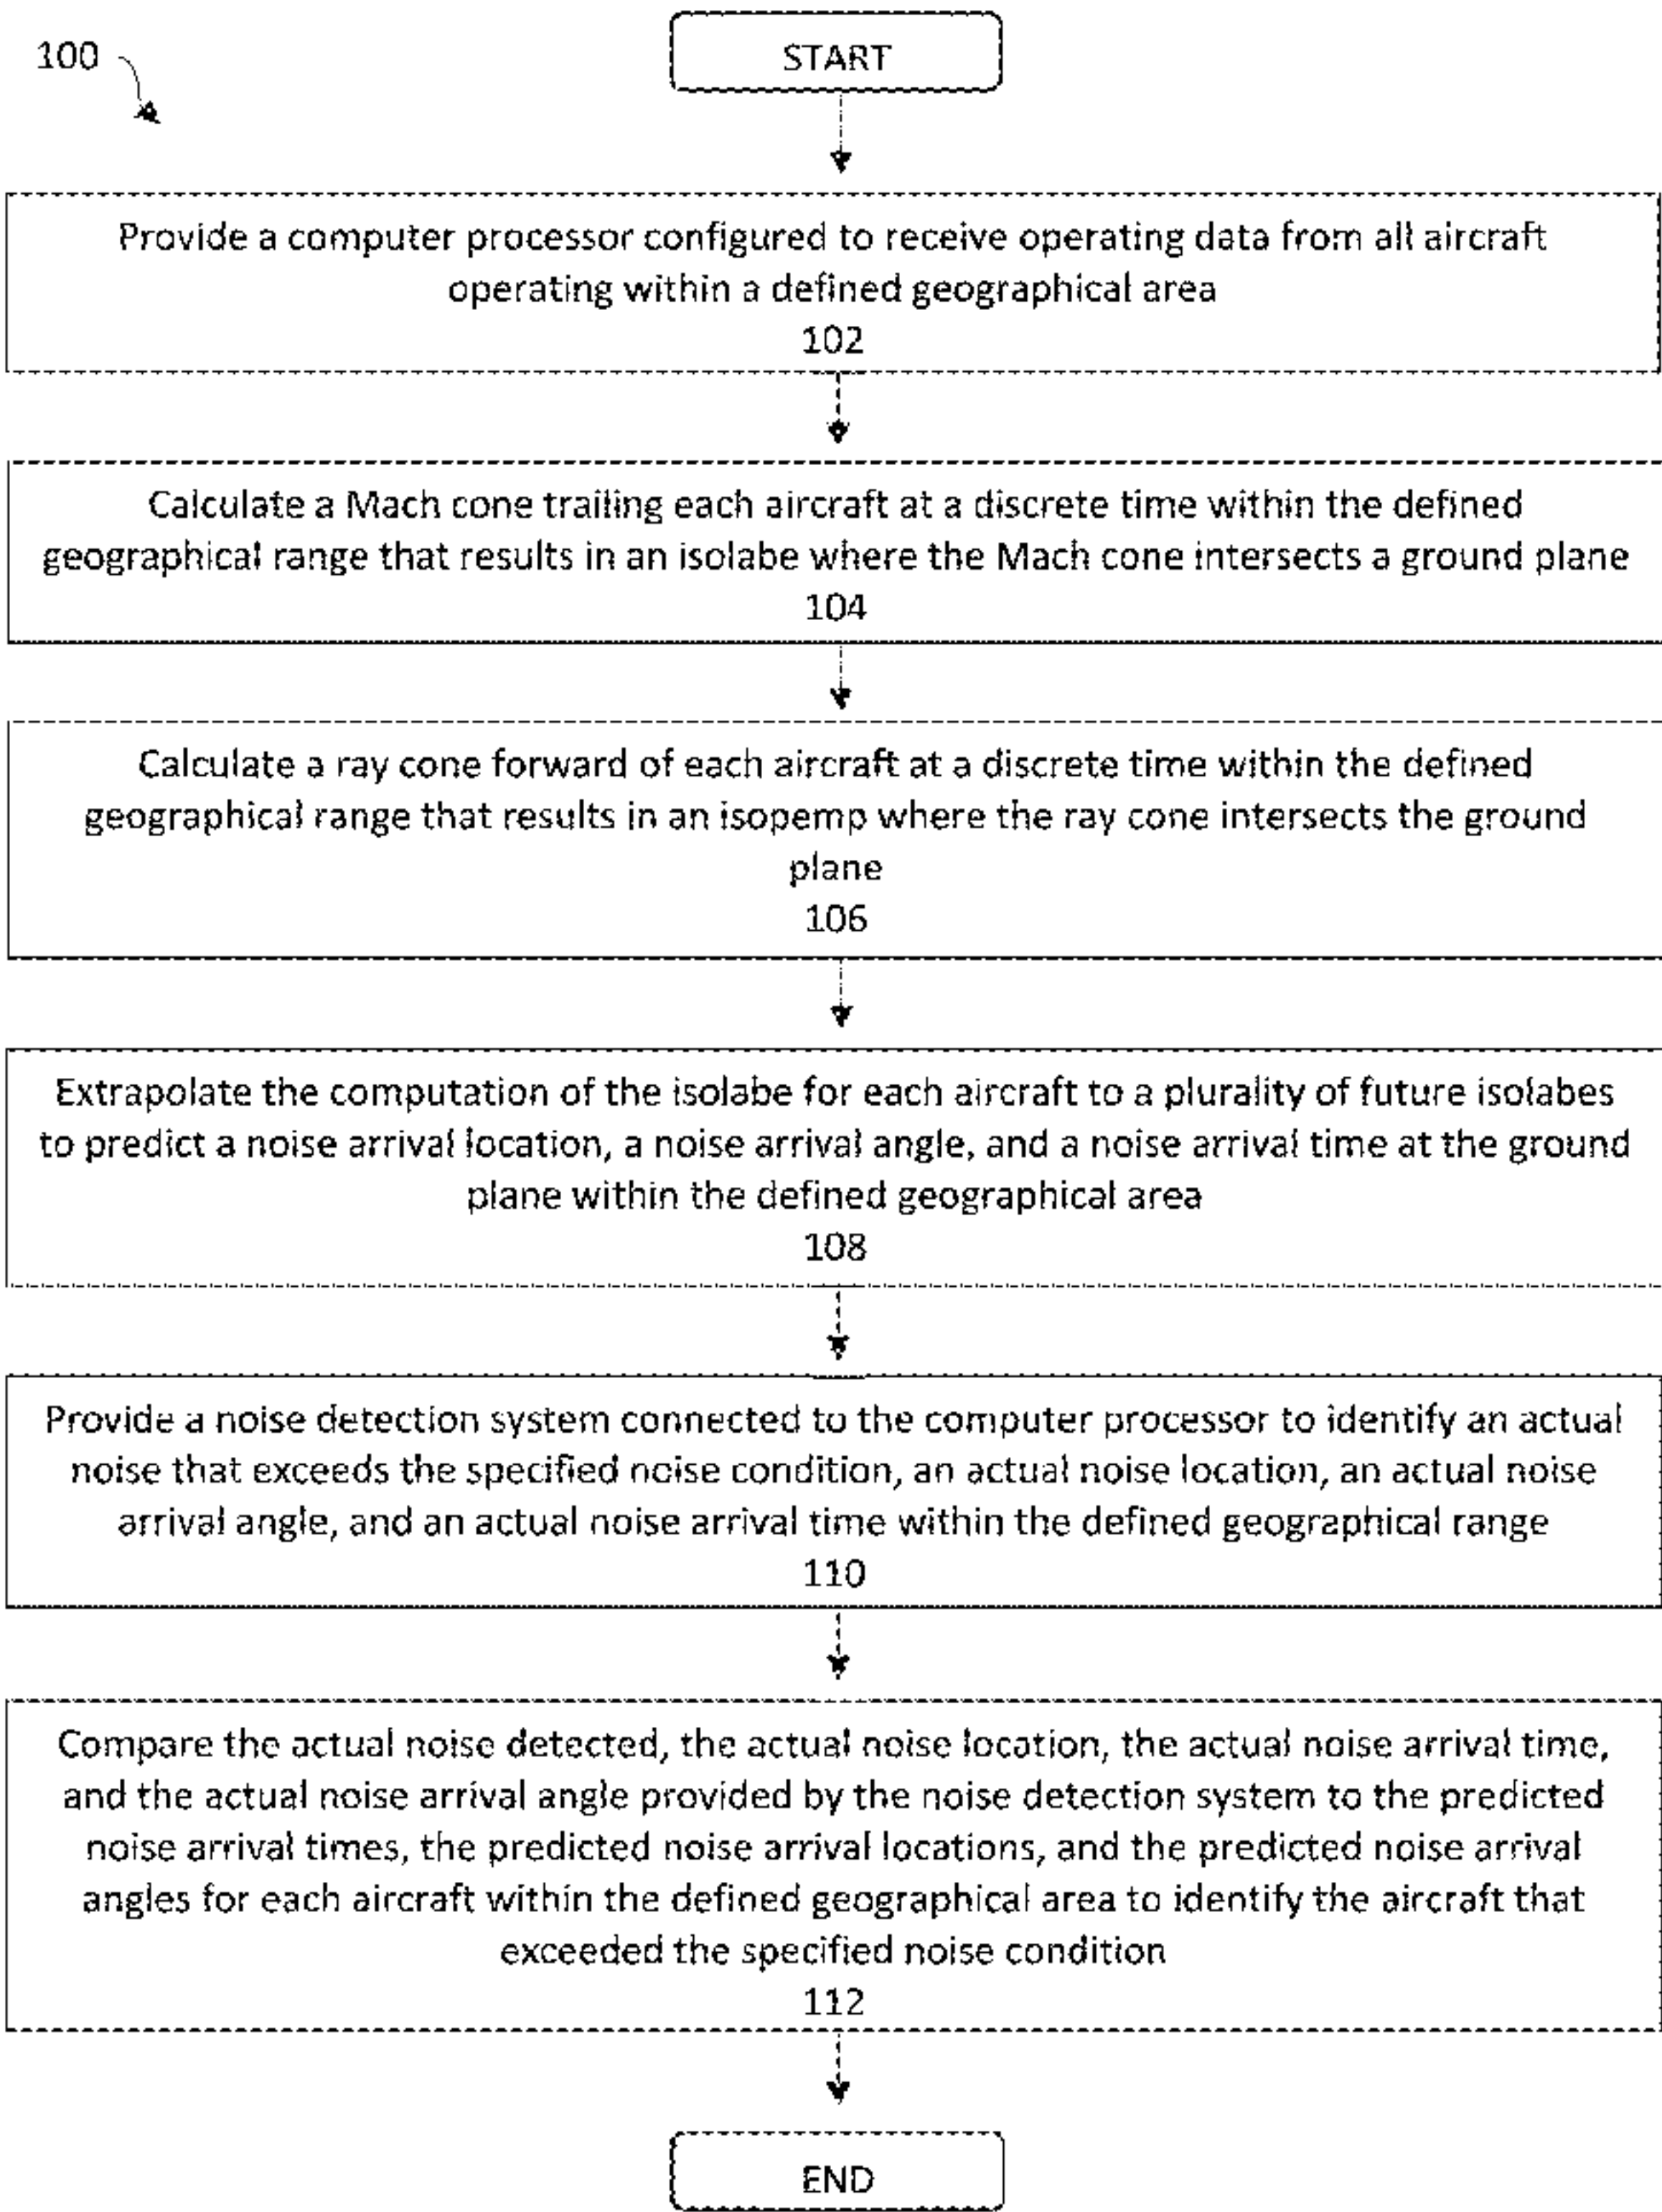 100
START
Provide a computer processor configured to receive operating data from all aircraft
operating within a defined geographical area
102
Calculate a Mach cone trailing each aircraft at a discrete time within the defined
geographical range that results in an isolabe where the Mach cone intersects a ground plane
104
Calculate a ray cone forward of each aircraft at a discrete time within the defined
geographical range that results in an isopemp where the ray cone intersects the ground
plane
106
Extrapolate the computation of the isolabe for each aircraft to a plurality of future isolabes
to predict a noise arrival location, a noise arrival angle, and a noise arrival time at the ground
plane within the defined geographical area
108
Provide a noise detection system connected to the computer processor to identify an actual
noise that exceeds the specified noise condition, an actual noise location, an actual noise
arrival angle, and an actual noise arrival time within the defined geographical range
110
Compare the actual noise detected, the actual noise location, the actual noise arrival time,
and the actual noise arrival angle provided by the noise detection system to the predicted
noise arrival times, the predicted noise arrival locations, and the predicted noise arrival
angles for each aircraft within the defined geographical area to identify the aircraft that
exceeded the specified noise condition
112
END